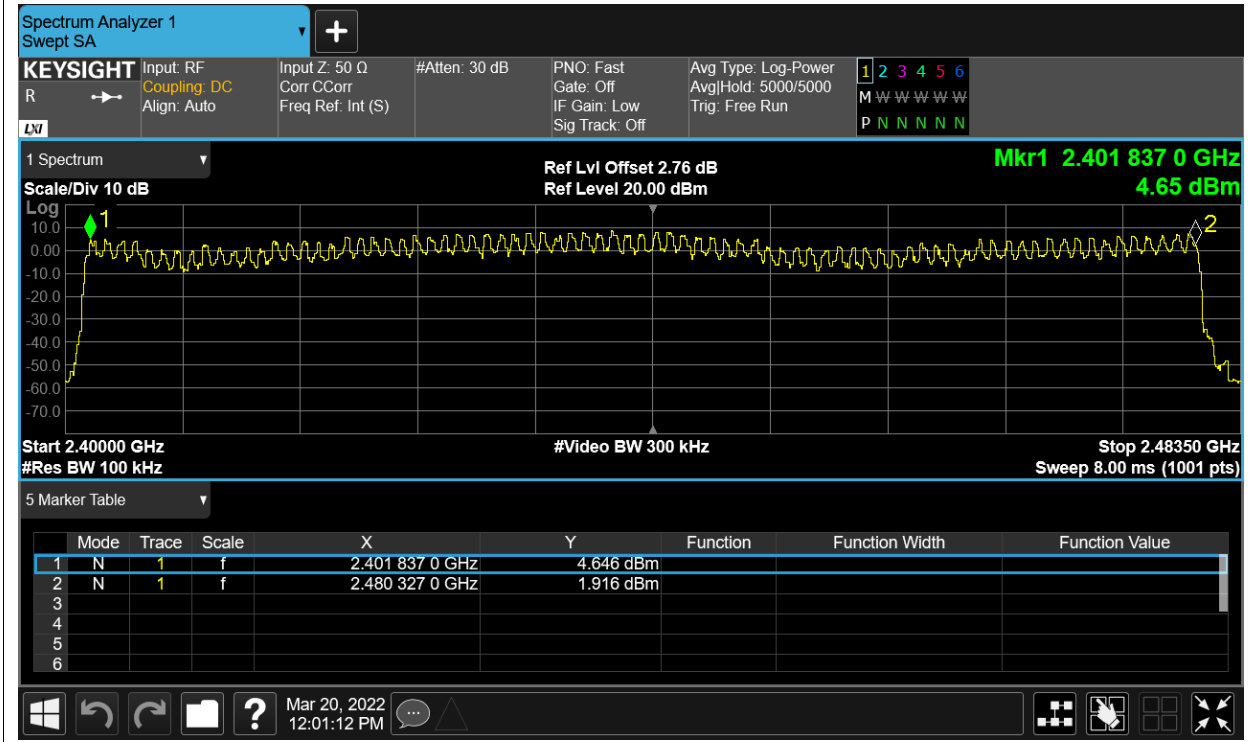 Spectrum Analyzer 1
Swept SA
KEYSIGHT
R
LXI
Input: RF
Coupling: DC
Align: Auto
Input Z: 50 Ω
Corr CCorr
Freq Ref: Int (S)
#Atten: 30 dB
PNO: Fast
Gate: Off
IF Gain: Low
Sig Track: Off
Avg Type: Log-Power
Avg|Hold: 5000/5000
Trig: Free Run
1 2 3 4 5 6
M W W W W W W
P N N N N N N
1 Spectrum
Scale/Div 10 dB
Ref Lvl Offset 2.76 dB
Ref Level 20.00 dBm
Mkr1 2.401 837 0 GHz
4.65 dBm
Log
10.0
0.00
-10.0
-20.0
-30.0
-40.0
-50.0
-60.0
-70.0
1
2
Start 2.40000 GHz
#Res BW 100 kHz
#Video BW 300 kHz
Stop 2.48350 GHz
Sweep 8.00 ms (1001 pts)
5 Marker Table
Mode Trace Scale X Y Function Function Width Function Value
1 N 1 f 2.401 837 0 GHz 4.646 dBm
2 N 1 f 2.480 327 0 GHz 1.916 dBm
3
4
5
6
?
Mar 20, 2022
12:01:12 PM